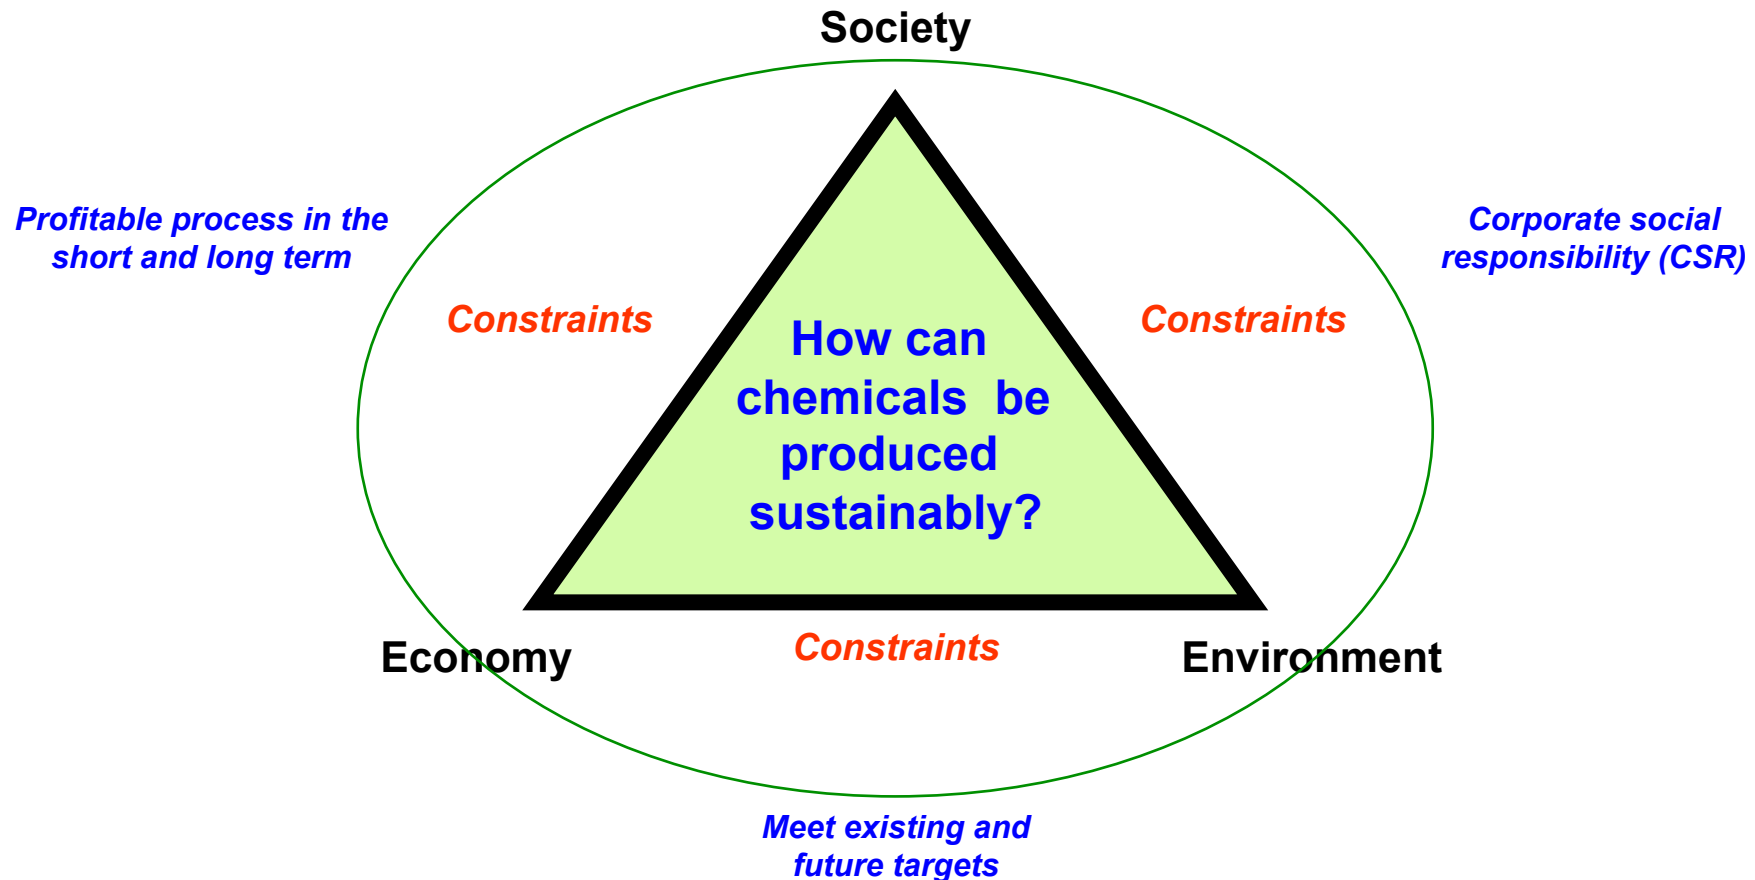 Society
Profitable process in the
short and long term
Corporate social
responsibility (CSR)
Constraints
Constraints
How can
chemicals  be
produced
sustainably?
Economy
Constraints
Environment
Meet existing and
future targets